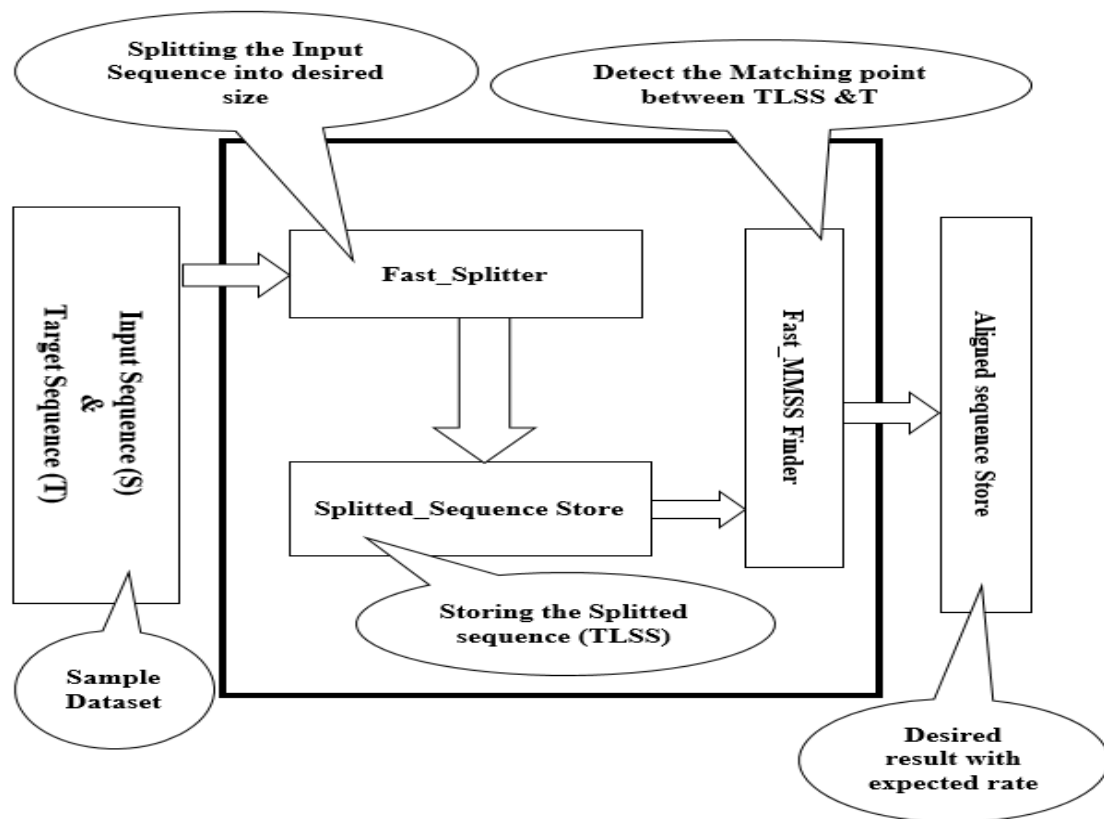 Splitting the Input
Sequence into desired
size
Detect the Matching point
between TLSS &T
Input Sequence (S)
&
Target Sequence (T)
Fast_Splitter
Fast_MMSS Finder
Aligned sequence Store
Splitted_Sequence Store
Storing the Splitted
sequence (TLSS)
Sample
Dataset
Desired
result with
expected rate